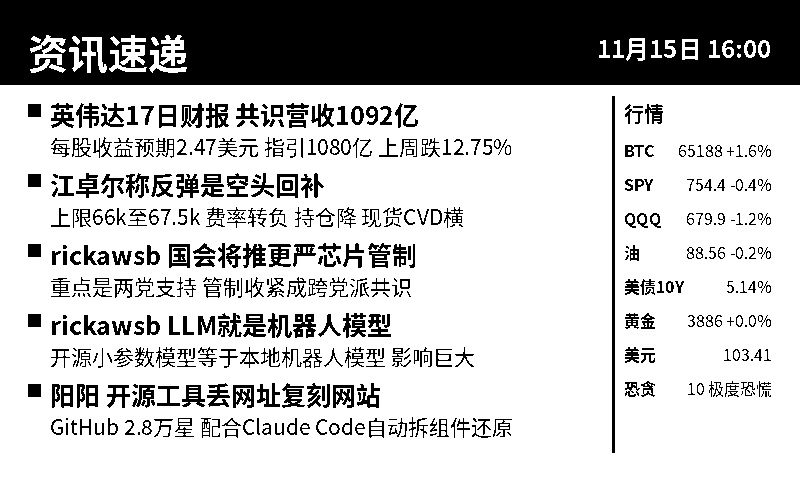 资讯速递
11月15日 16:00
英伟达17日财报 共识营收1092亿
每股收益预期2.47美元 指引1080亿 上周跌12.75%
江卓尔称反弹是空头回补
上限66k至67.5k 费率转负 持仓降 现货CVD横
rickawsb 国会将推更严芯片管制
重点是两党支持 管制收紧成跨党派共识
rickawsb LLM就是机器人模型
开源小参数模型等于本地机器人模型 影响巨大
阳阳 开源工具丢网址复刻网站
GitHub 2.8万星 配合Claude Code自动拆组件还原
行情
BTC 65188 +1.6%
SPY 754.4 -0.4%
QQQ 679.9 -1.2%
油 88.56 -0.2%
美债10Y 5.14%
黄金 3886 +0.0%
美元 103.41
恐贪 10 极度恐慌